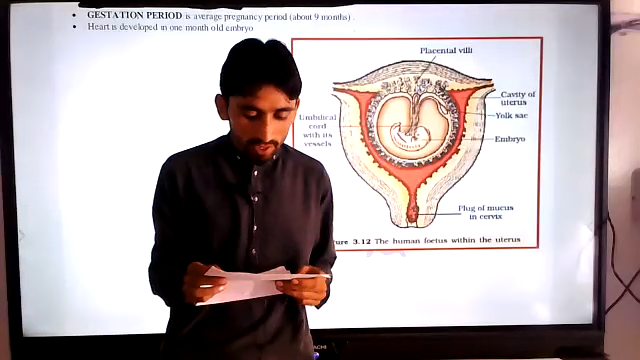 GESTATION PERIOD is average pregnancy period (about 9 months)
Heart is developed in one month old embryo
Placental villi
Cavity of
uterus
Yolk sac
Umbilical
cord
with its
vessels
Embryo
Plug of mucus
in cervix
ure 3.12 The human foetus within the uterus